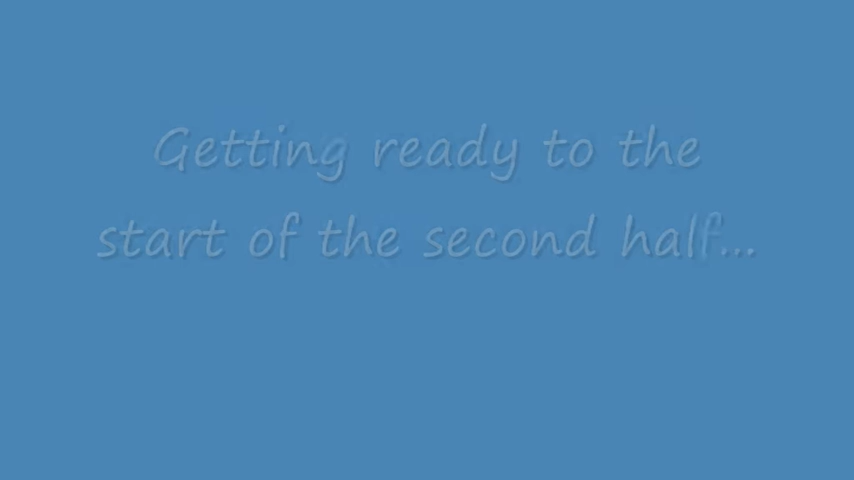 Getting ready to the
start of the second half...